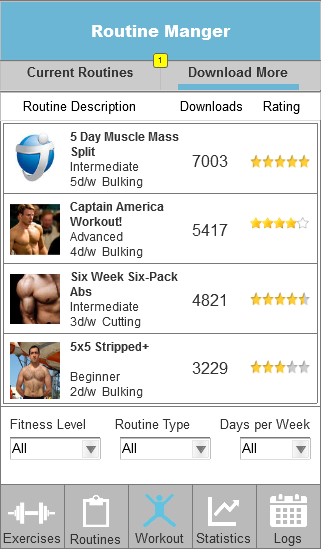 Routine Manger
1
Current Routines
Download More
Routine Description Downloads Rating
5 Day Muscle Mass
Split
Intermediate
5d/w Bulking
7003
Captain America
Workout!
Advanced
4d/w Bulking
5417
Six Week Six-Pack
Abs
Intermediate
3d/w Cutting
4821
5x5 Stripped+
Beginner
2d/w Bulking
3229
Fitness Level Routine Type Days per Week
All All All
Exercises Routines Workout Statistics Logs